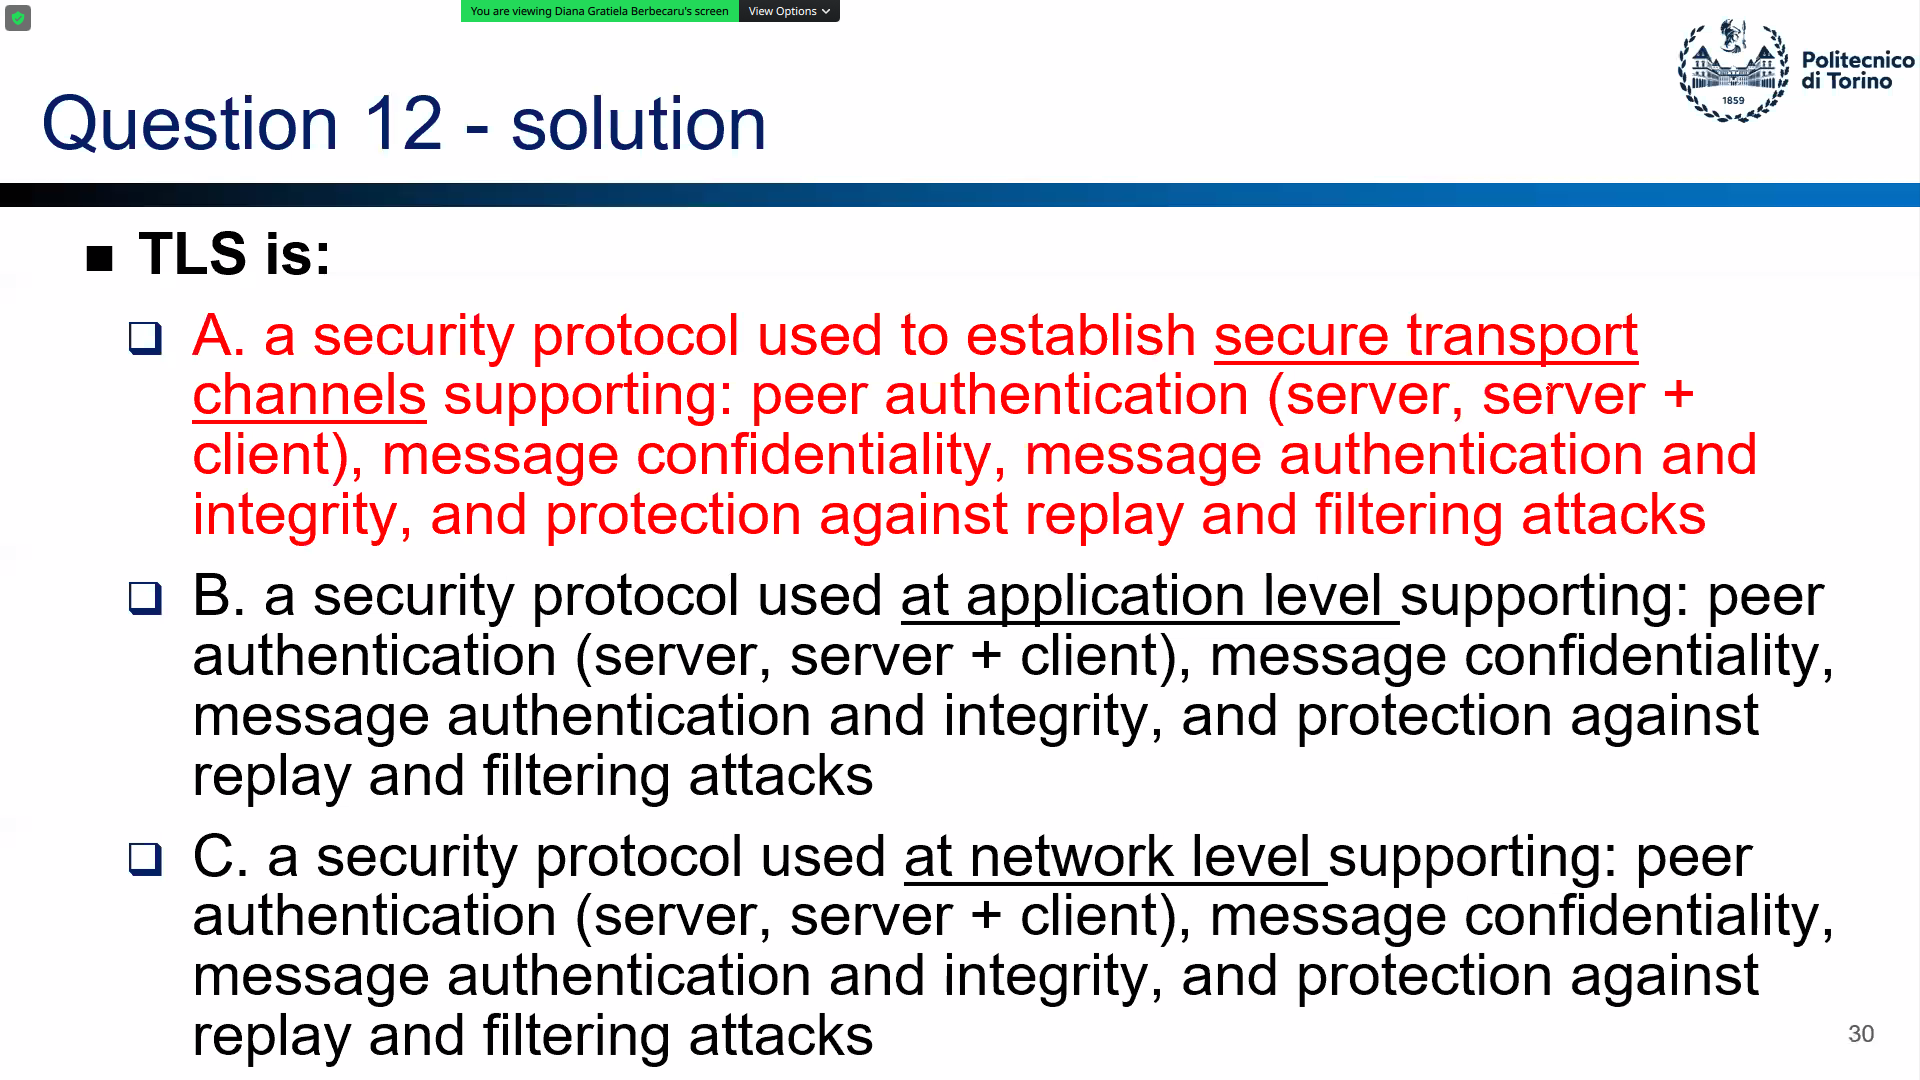 You are viewing Diana Gratiela Berbecaru's screen View Options
Politecnico
di Torino
1859
Question 12 - solution
TLS is:
A. a security protocol used to establish secure transport
channels supporting: peer authentication (server, server +
client), message confidentiality, message authentication and
integrity, and protection against replay and filtering attacks
B. a security protocol used at application level supporting: peer
authentication (server, server + client), message confidentiality,
message authentication and integrity, and protection against
replay and filtering attacks
C. a security protocol used at network level supporting: peer
authentication (server, server + client), message confidentiality,
message authentication and integrity, and protection against
replay and filtering attacks
30